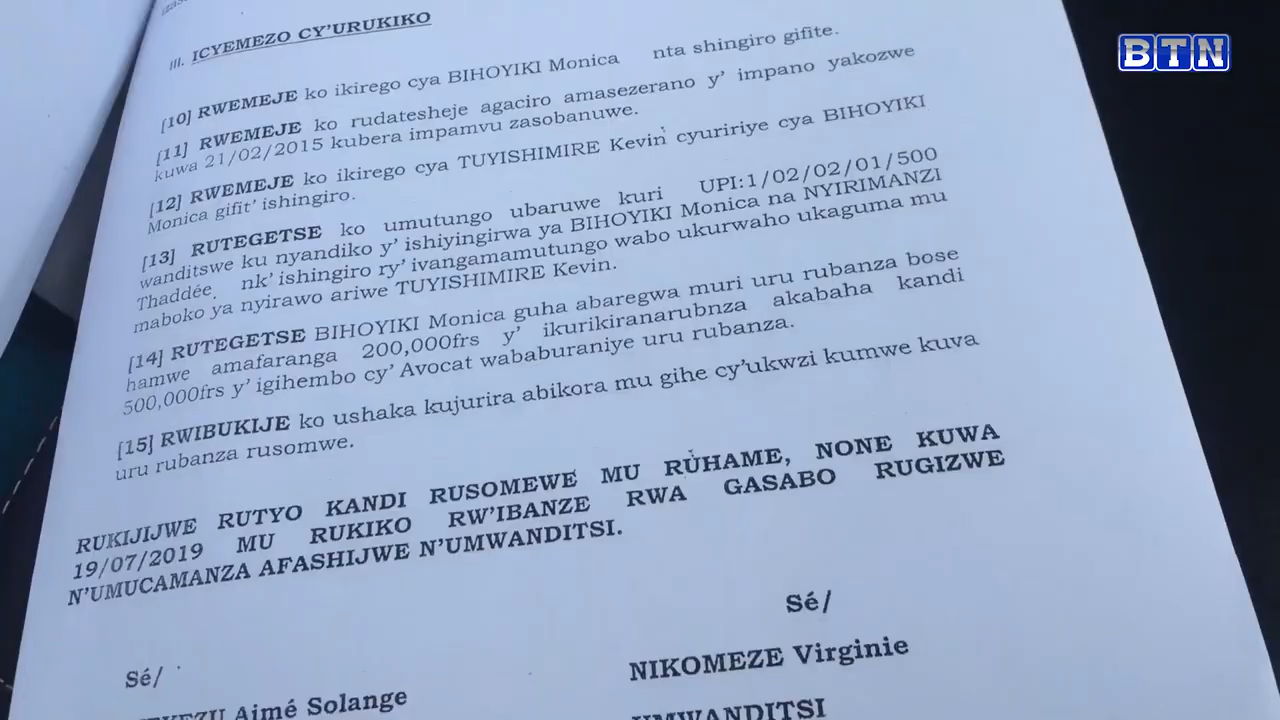 BTN
III. ICYEMEZO CY'URUKIKO
[10] RWEMEJE ko ikirego cya BIHOYIKI Monica nta shingiro gifite.
[11] RWEMEJE ko rudatesheje agaciro amasezerano y' impano yakozwe
kuwa 21/02/2015 kubera impamvu zasobanuwe.
[12] RWEMEJE ko ikirego cya TUYISHIMIRE Kevin cyuririye cya BIHOYIKI
Monica gifit' ishingiro.
[13] RUTEGETSE ko umutungo ubaruwe kuri UPI:1/02/02/01/500
wanditswe ku nyandiko y' ishiyingirwa ya BIHOYIKI Monica na NYIRIMANZI
Thaddée, nk' ishingiro ry' ivangamamutungo wabo ukurwaho ukaguma mu
maboko ya nyirawo ariwe TUYISHIMIRE Kevin.
[14] RUTEGETSE BIHOYIKI Monica guha abaregwa muri uru rubanza bose
hamwe amafaranga 200,000frs y' ikurikiranarubnza akabaha kandi
500,000frs y' igihembo cy' Avocat wababuraniye uru rubanza.
[15] RWIBUKIJE ko ushaka kujurira abikora mu gihe cy'ukwzi kumwe kuva
uru rubanza rusomwe.
RUKIJIJWE RUTYO KANDI RUSOMEWE MU RUHAME, NONE KUWA
19/07/2019 MU RUKIKO RW'IBANZE RWA GASABO RUGIZWE
N'UMUCAMANZA AFASHIJWE N'UMWANDITSI.
Sé/
Sé/
NIKOMEZE Virginie
Aimé Solange
UMWANDITSI